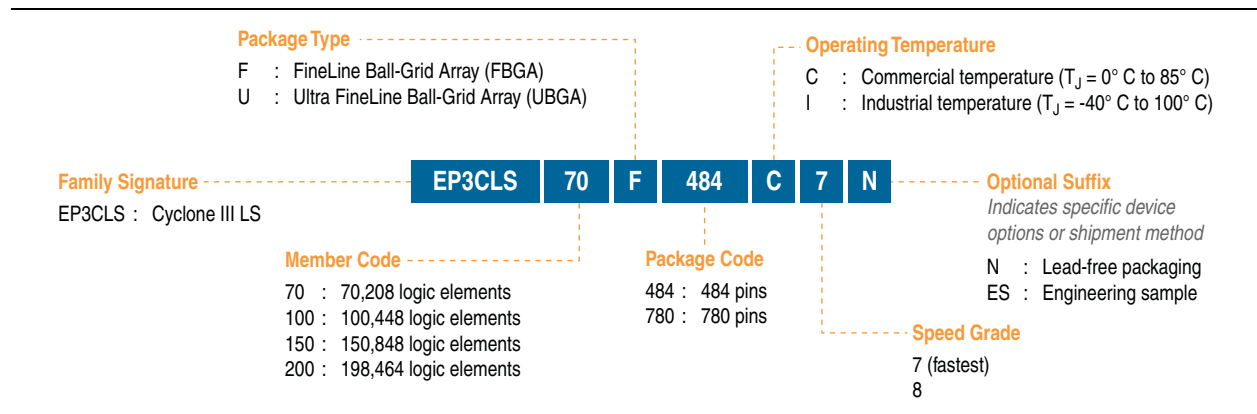 Package Type
F : FineLine Ball-Grid Array (FBGA)
U : Ultra FineLine Ball-Grid Array (UBGA)
Operating Temperature
C : Commercial temperature (TJ = 0° C to 85° C)
I : Industrial temperature (TJ = -40° C to 100° C)
Family Signature
EP3CLS : Cyclone III LS
EP3CLS 70 F 484 C 7 N
Optional Suffix
Indicates specific device
options or shipment method
N : Lead-free packaging
ES : Engineering sample
Member Code
70 : 70,208 logic elements
100 : 100,448 logic elements
150 : 150,848 logic elements
200 : 198,464 logic elements
Package Code
484 : 484 pins
780 : 780 pins
Speed Grade
7 (fastest)
8